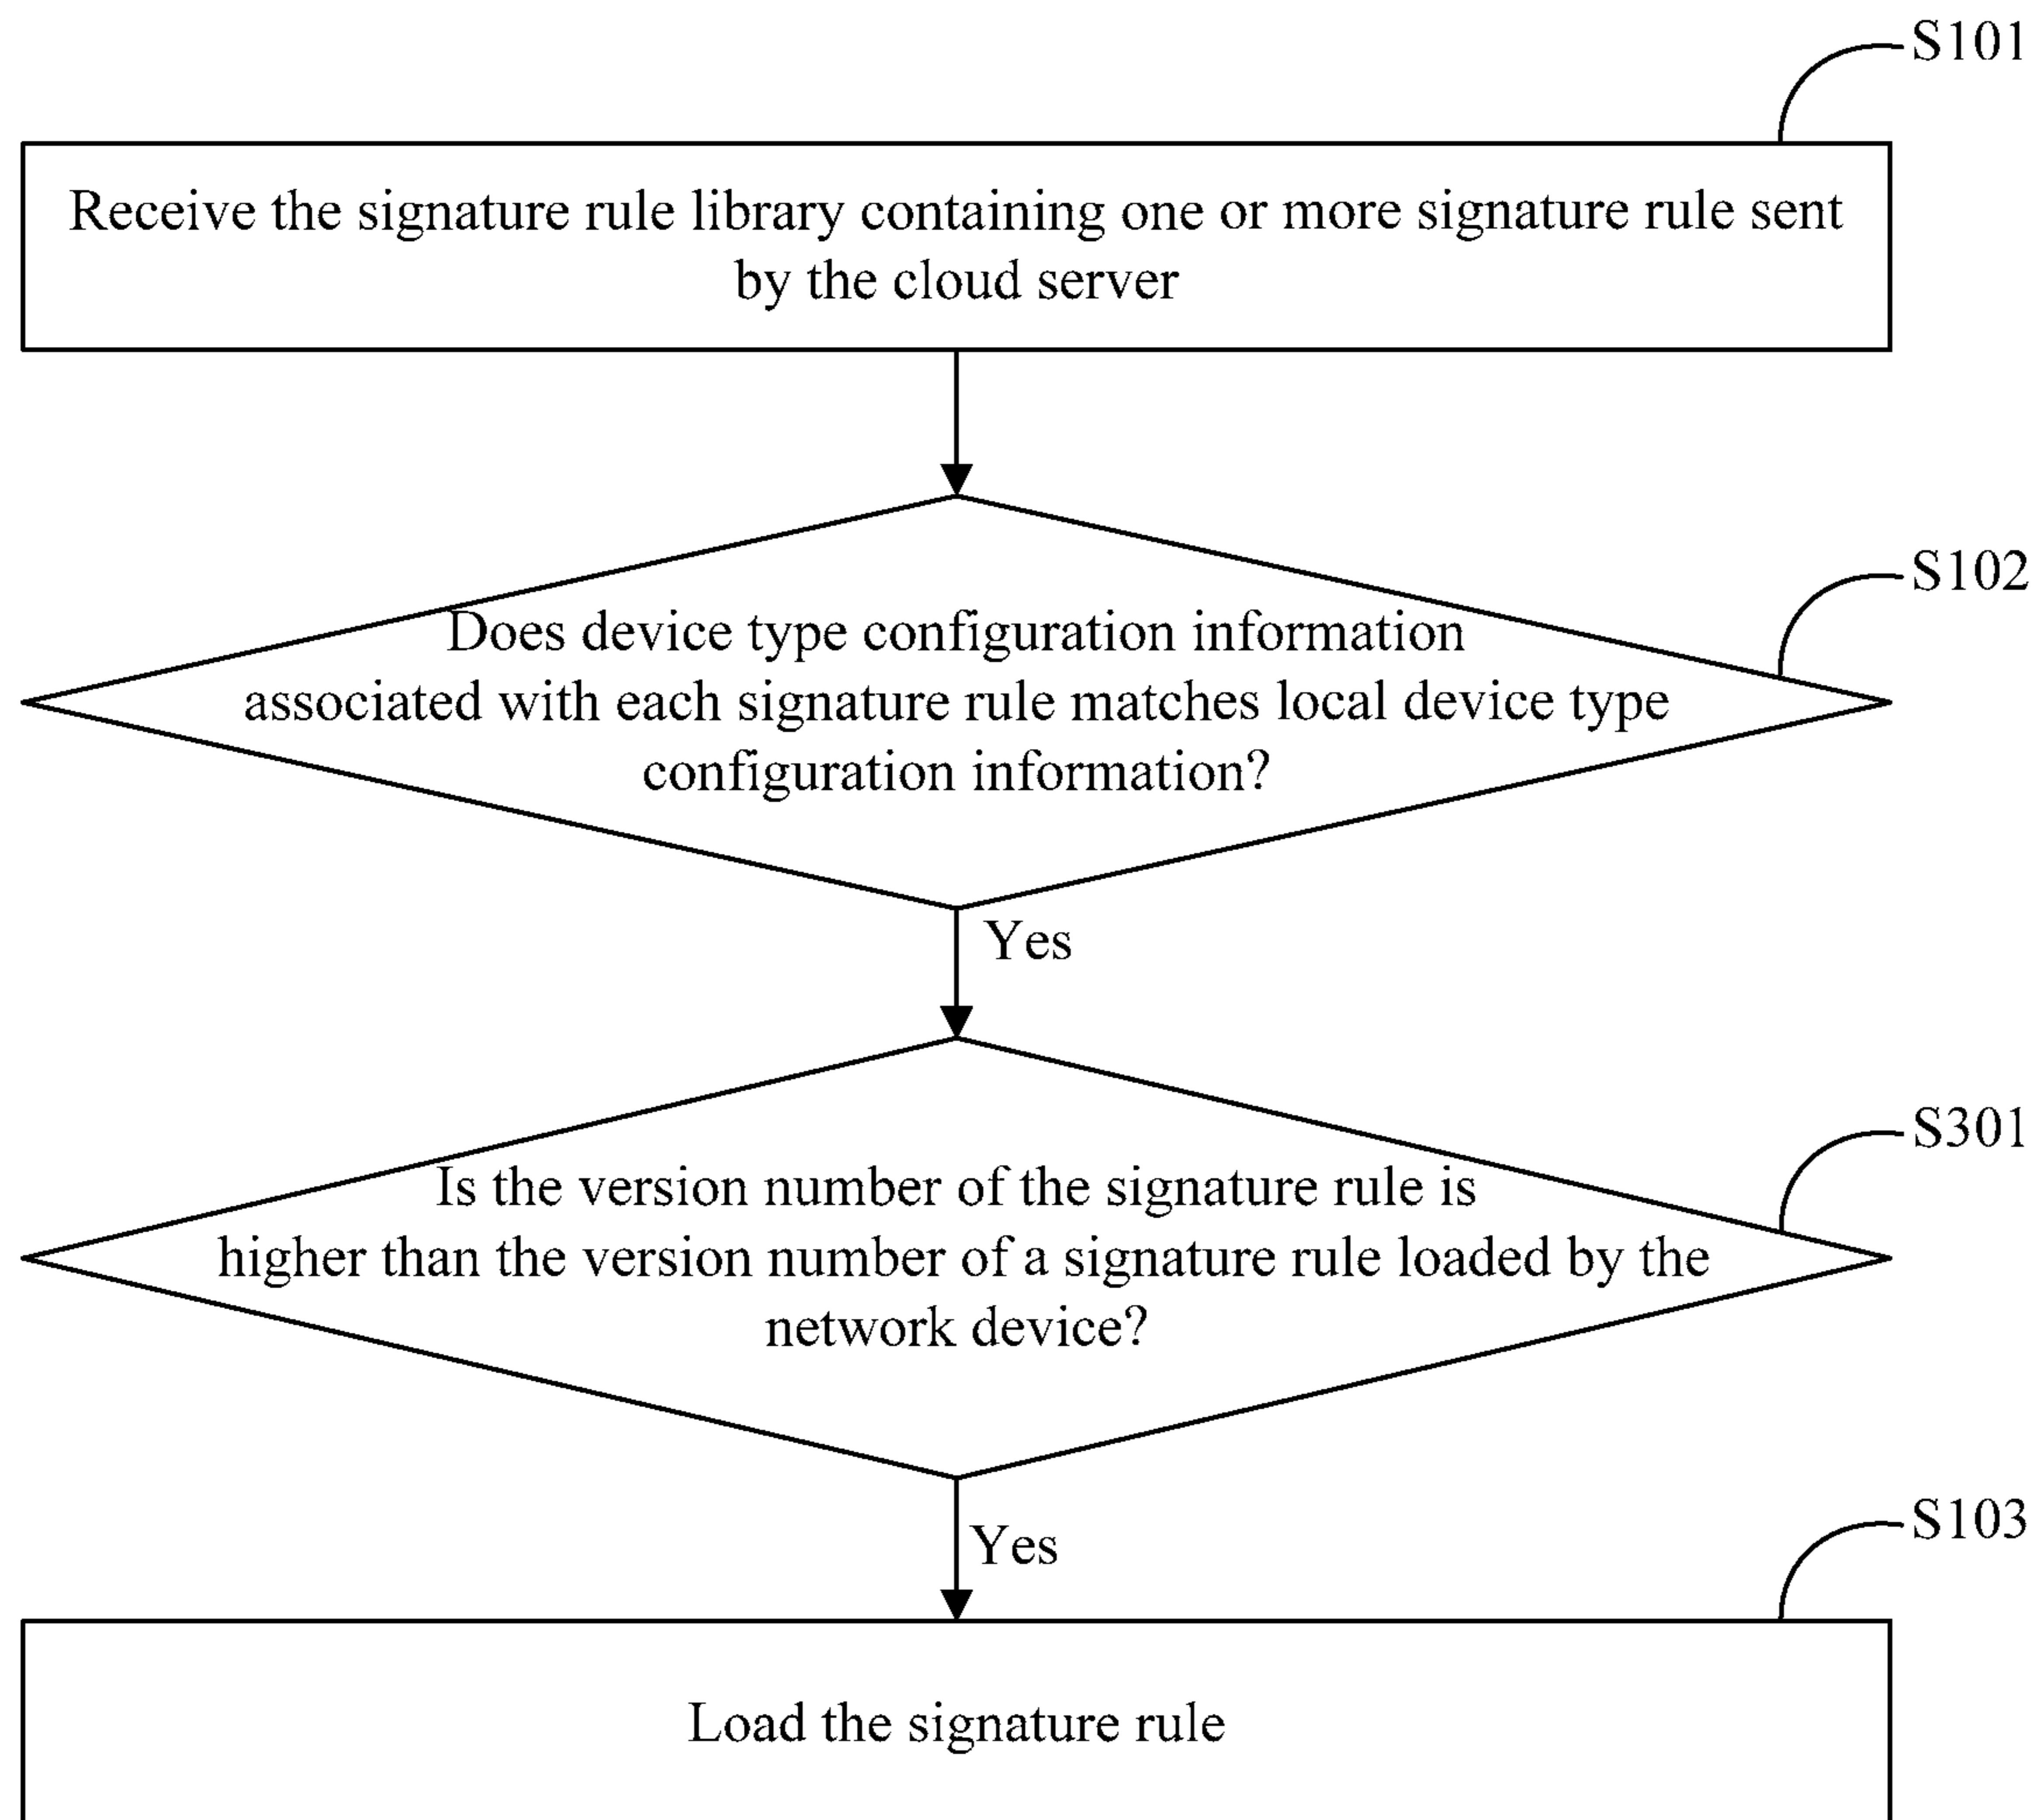 S101
Receive the signature rule library containing one or more signature rule sent
by the cloud server
S102
Does device type configuration information
associated with each signature rule matches local device type
configuration information?
Yes
S301
Is the version number of the signature rule is
higher than the version number of a signature rule loaded by the
network device?
Yes
S103
Load the signature rule